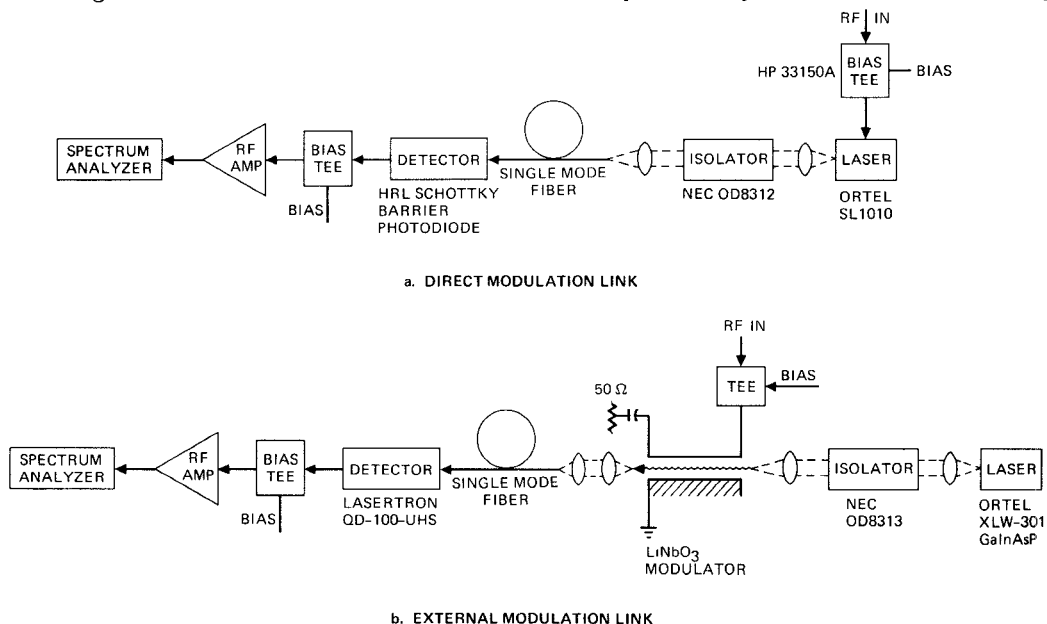 RF IN
HP 33150A
BIAS TEE
BIAS
SPECTRUM ANALYZER
RF AMP
BIAS TEE
BIAS
DETECTOR
HRL SCHOTTKY
BARRIER
PHOTODIODE
SINGLE MODE
FIBER
ISOLATOR
NEC OD8312
LASER
ORTEL
SL1010
a. DIRECT MODULATION LINK
RF IN
TEE
BIAS
50 Ω
SPECTRUM
ANALYZER
RF
AMP
BIAS
TEE
BIAS
DETECTOR
LASERTRON
QD-100-UHS
SINGLE MODE
FIBER
LiNbO3
MODULATOR
ISOLATOR
NEC
OD8313
LASER
ORTEL
XLW-301
GaInAsP
b. EXTERNAL MODULATION LINK